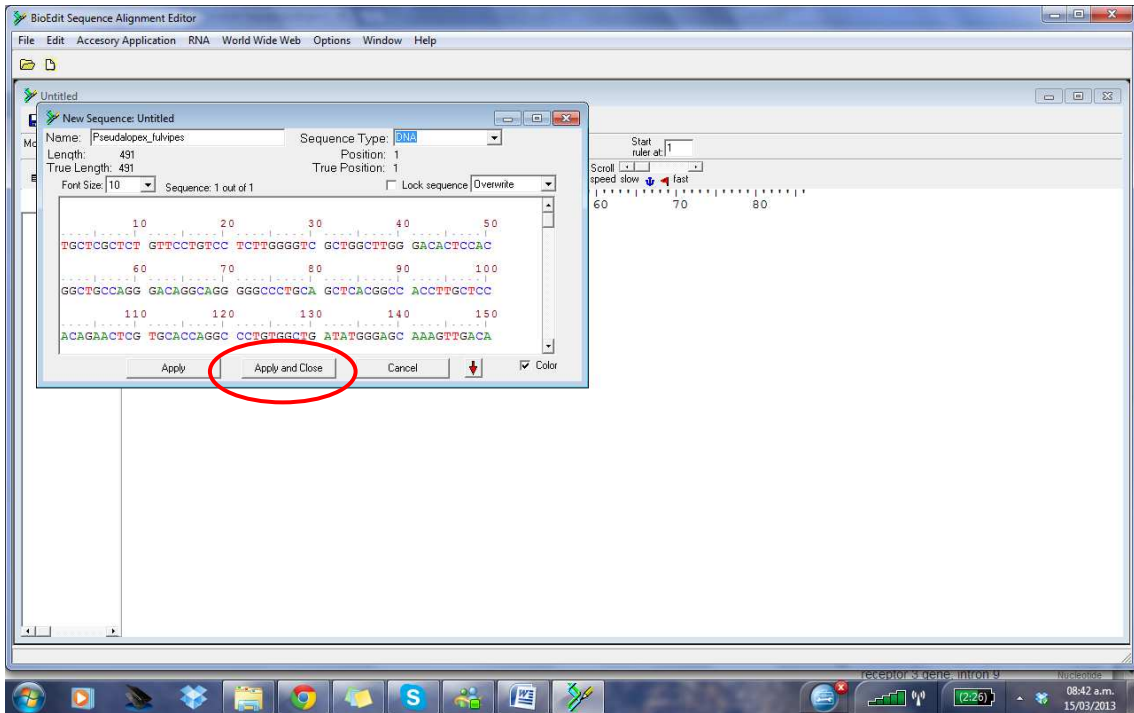 BioEdit Sequence Alignment Editor
File Edit Accesory Application RNA World Wide Web Options Window Help
Untitled
New Sequence: Untitled
Name: Pseudalopex_fulvipes Sequence Type: DNA
Length: 491 Position: 1
True Length: 491 True Position: 1
Font Size: 10 Sequence: 1 out of 1 Lock sequence Overwrite
Start
ruler at: 1
Scroll
speed slow fast
60 70 80
10 20 30 40 50
TGCTCGCTCT GTTCCTGTCC TCTTGGGGTC GCTGGCTTGG GACACTCCAC
60 70 80 90 100
GGCTGCCAGG GACAGGCAGG GGGCCCTGCA GCTCACGGCC ACCTTGCTCC
110 120 130 140 150
ACAGAACTCG TGCACCAGGC CCTGTGGCTG ATATGGGAGC AAAGTTGACA
Apply Apply and Close Cancel Color
receptor 3 gene, intron 9 Nucleotide
(2:26)
08:42 a.m.
15/03/2013